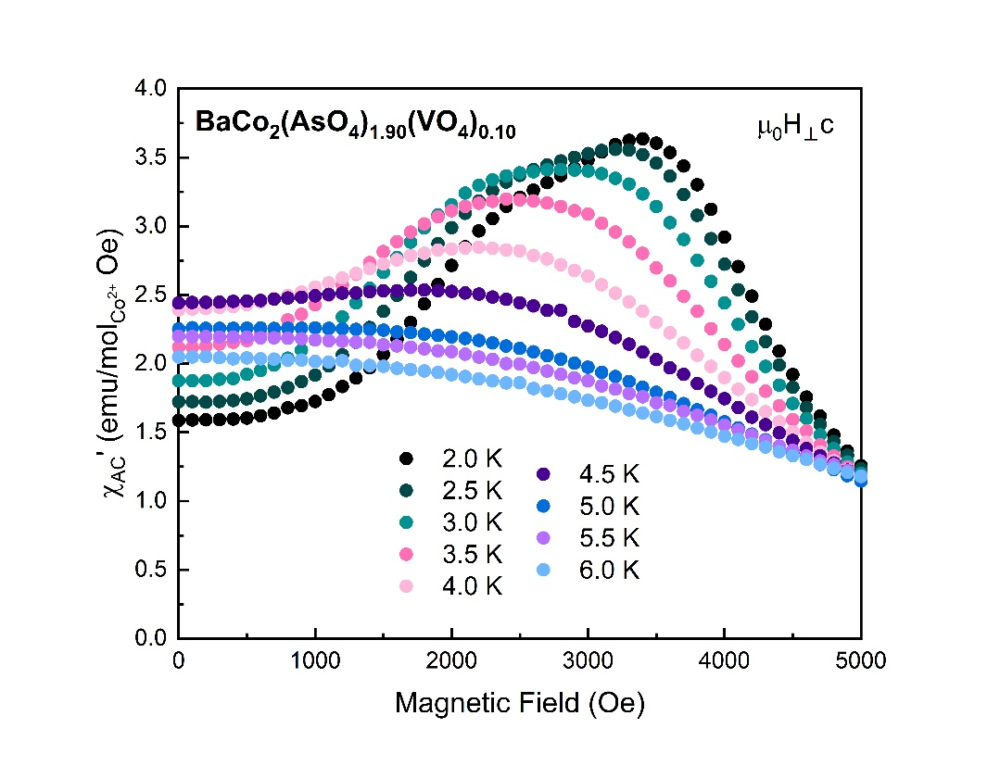 BaCo₂(AsO₄)₁.₉₀(VO₄)₀.₁₀
μ₀H⊥c
4.0
3.5
3.0
2.5
2.0
1.5
1.0
0.5
0.0
χAC' (emu/molCo²⁺ Oe)
2.0 K
2.5 K
3.0 K
3.5 K
4.0 K
4.5 K
5.0 K
5.5 K
6.0 K
0 1000 2000 3000 4000 5000
Magnetic Field (Oe)